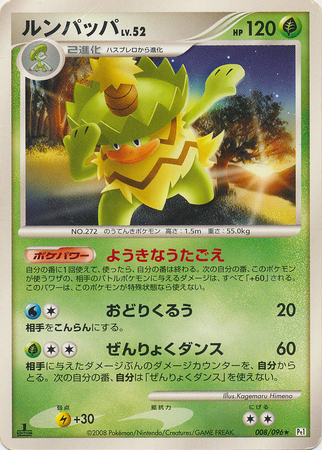 ルンパッパ LV.52 HP 120
2進化 ハスブレロから進化
NO.272 のうてんきポケモン 高さ：1.5m 重さ：55.0kg
ポケパワー ようきなうたごえ
自分の番に1回使えて、使ったら、自分の番は終わる。次の自分の番、このポケモン
が使うワザの、相手のバトルポケモンに与えるダメージは、すべて「+60」される。
このパワーは、このポケモンが特殊状態なら使えない。
おどりくるう 20
相手をこんらんにする。
ぜんりょくダンス 60
相手に与えたダメージぶんのダメージカウンターを、自分から
とる。次の自分の番、自分は「ぜんりょくダンス」を使えない。
Illus. Kagemaru Himeno
弱点 +30 抵抗力 にげる
1 EDITION
©2008 Pokémon/Nintendo/Creatures/GAME FREAK. 008/096★ Pt1